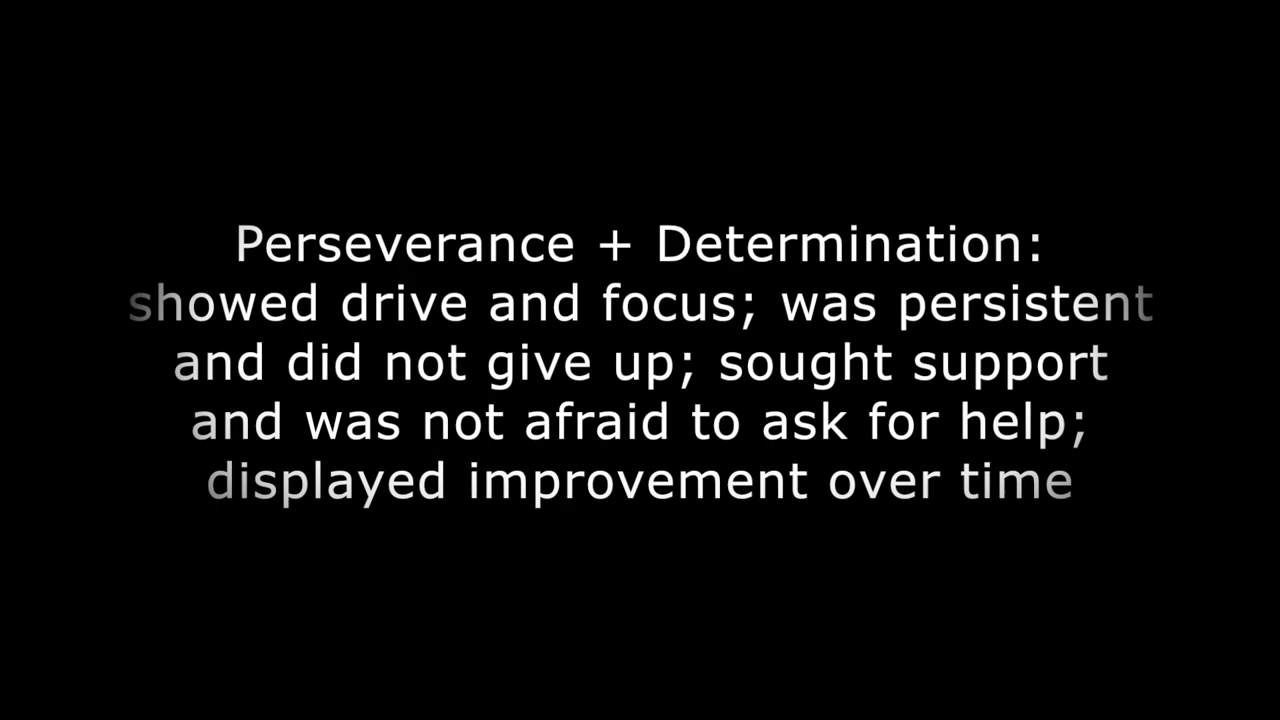 Perseverance + Determination:
showed drive and focus; was persistent
and did not give up; sought support
and was not afraid to ask for help;
displayed improvement over time